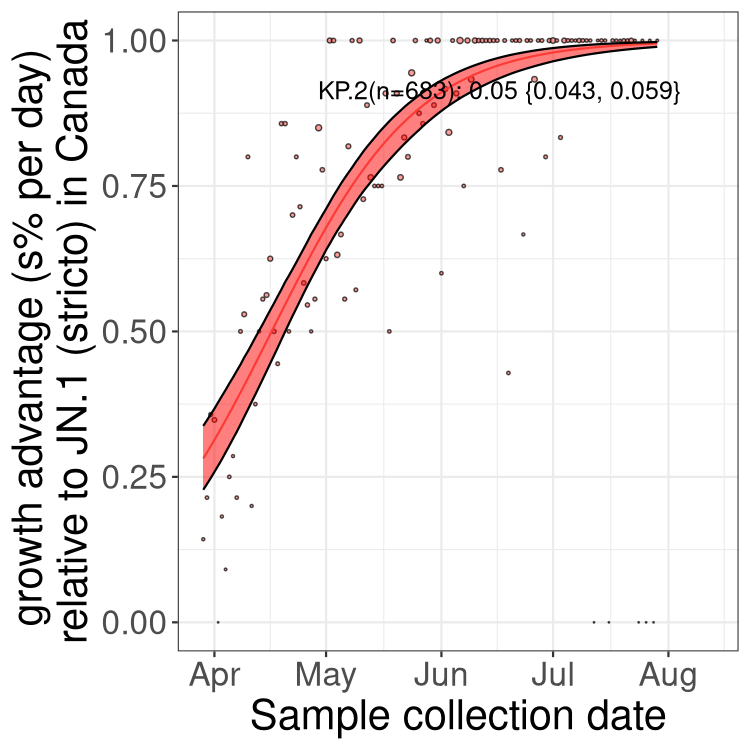 growth advantage (s% per day)
relative to JN.1 (stricto) in Canada
1.00
0.75
0.50
0.25
0.00
KP.2(n=683): 0.05 {0.043, 0.059}
Apr May Jun Jul Aug
Sample collection date